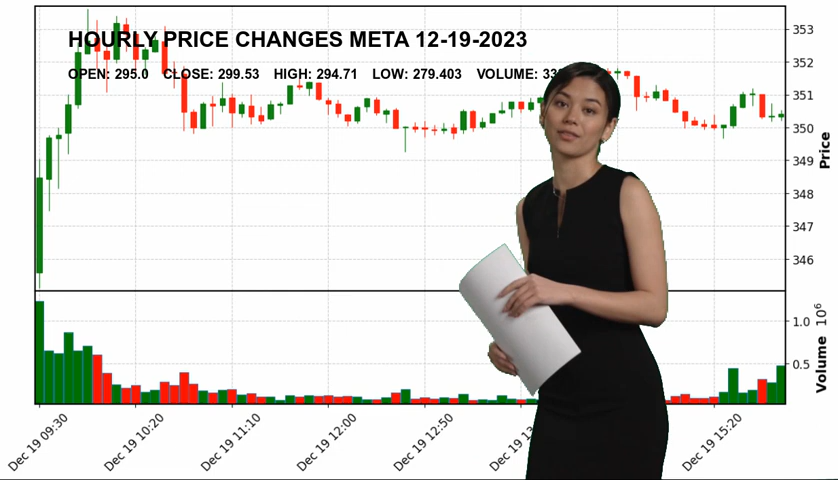 HOURLY PRICE CHANGES META 12-19-2023
OPEN: 295.0 CLOSE: 299.53 HIGH: 294.71 LOW: 279.403 VOLUME:
353
352
351
350
349
348
347
346
Price
10⁶
1.0
0.5
Volume
Dec 19 09:30
Dec 19 10:20
Dec 19 11:10
Dec 19 12:00
Dec 19 12:50
Dec 19
Dec 19 15:20